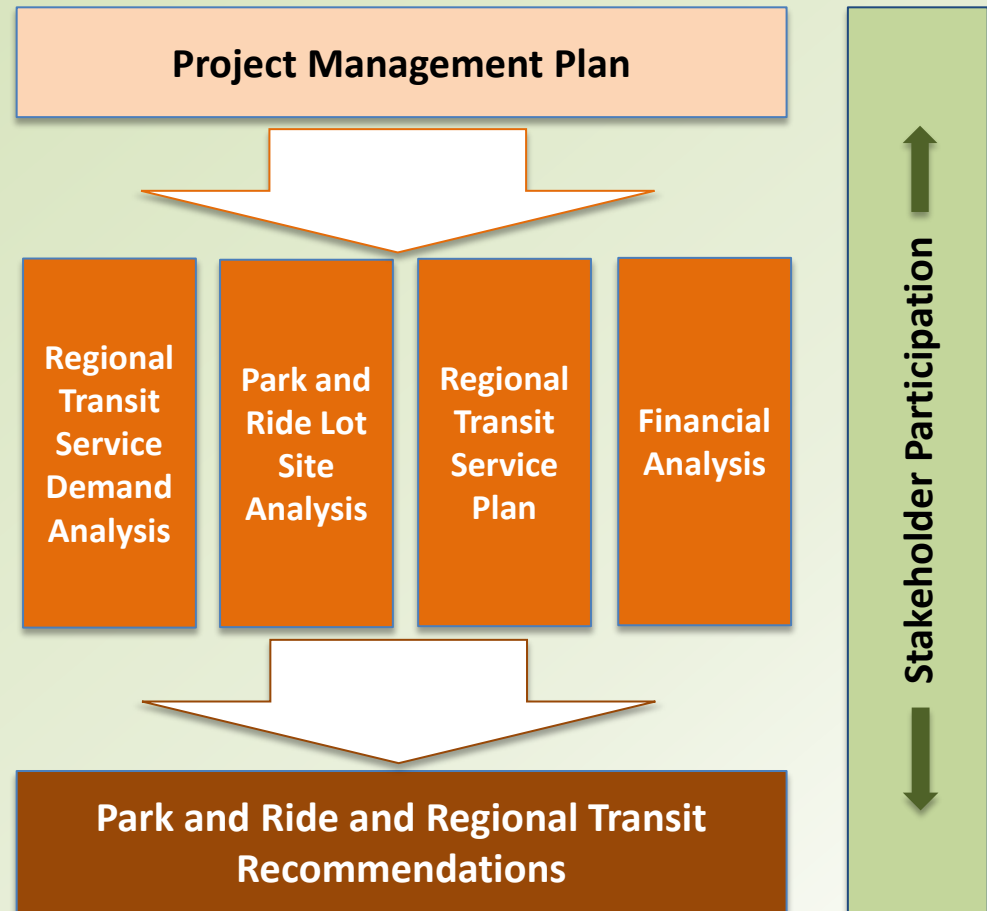 Project Management Plan
Regional
Transit
Service
Demand
Analysis
Park and
Ride Lot
Site
Analysis
Regional
Transit
Service
Plan
Financial
Analysis
Park and Ride and Regional Transit
Recommendations
Stakeholder Participation